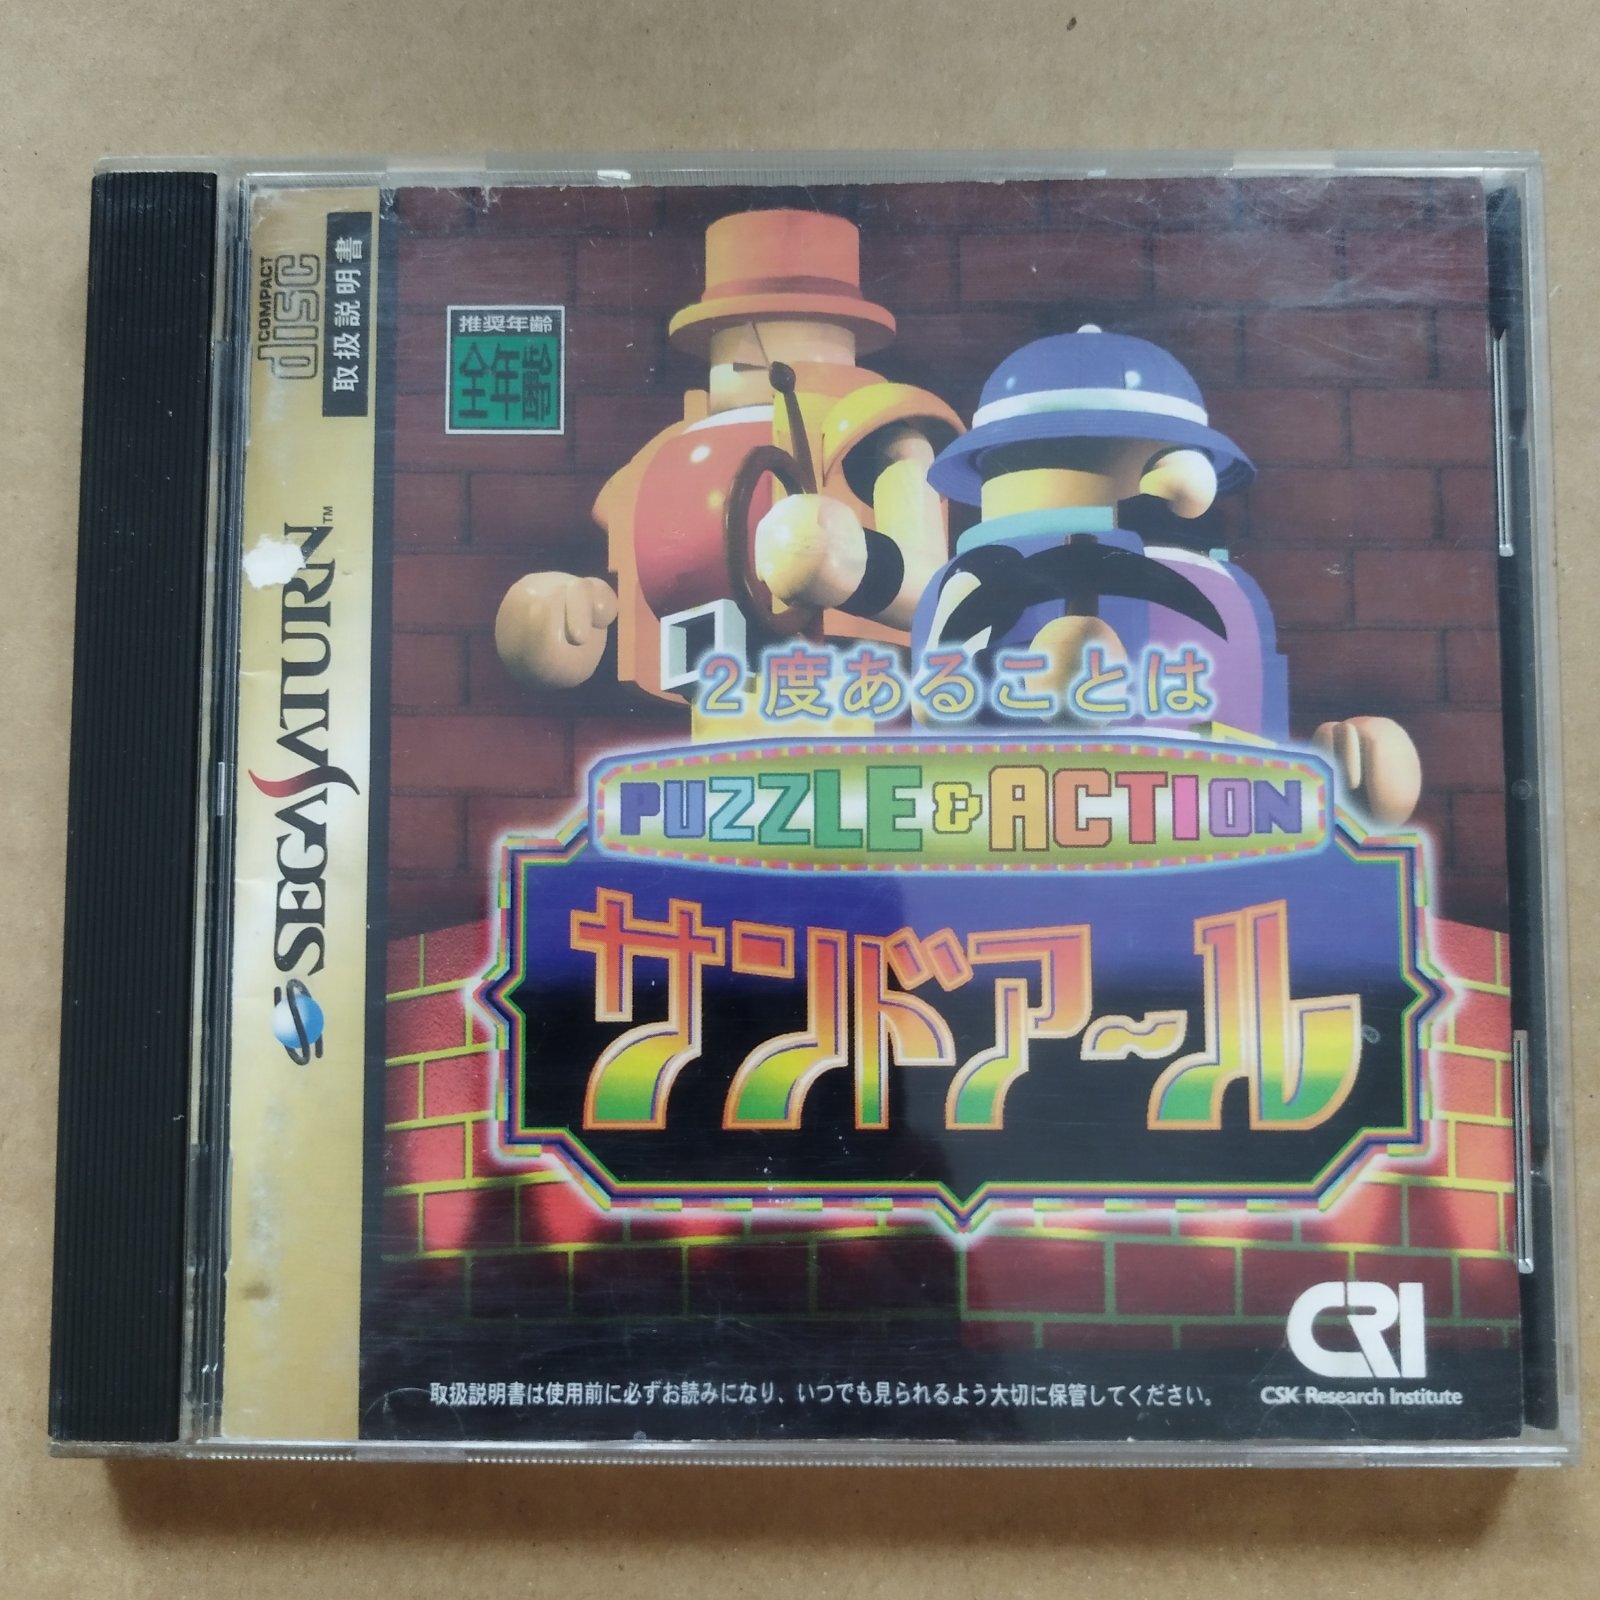 COMPACT
disc
取扱説明書
SEGA SATURN™
推奨年齢
全年齢
2度あることは
PUZZLE & ACTION
サンドア〜ル
CRI
CSK Research Institute
取扱説明書は使用前に必ずお読みになり、いつでも見られるよう大切に保管してください。